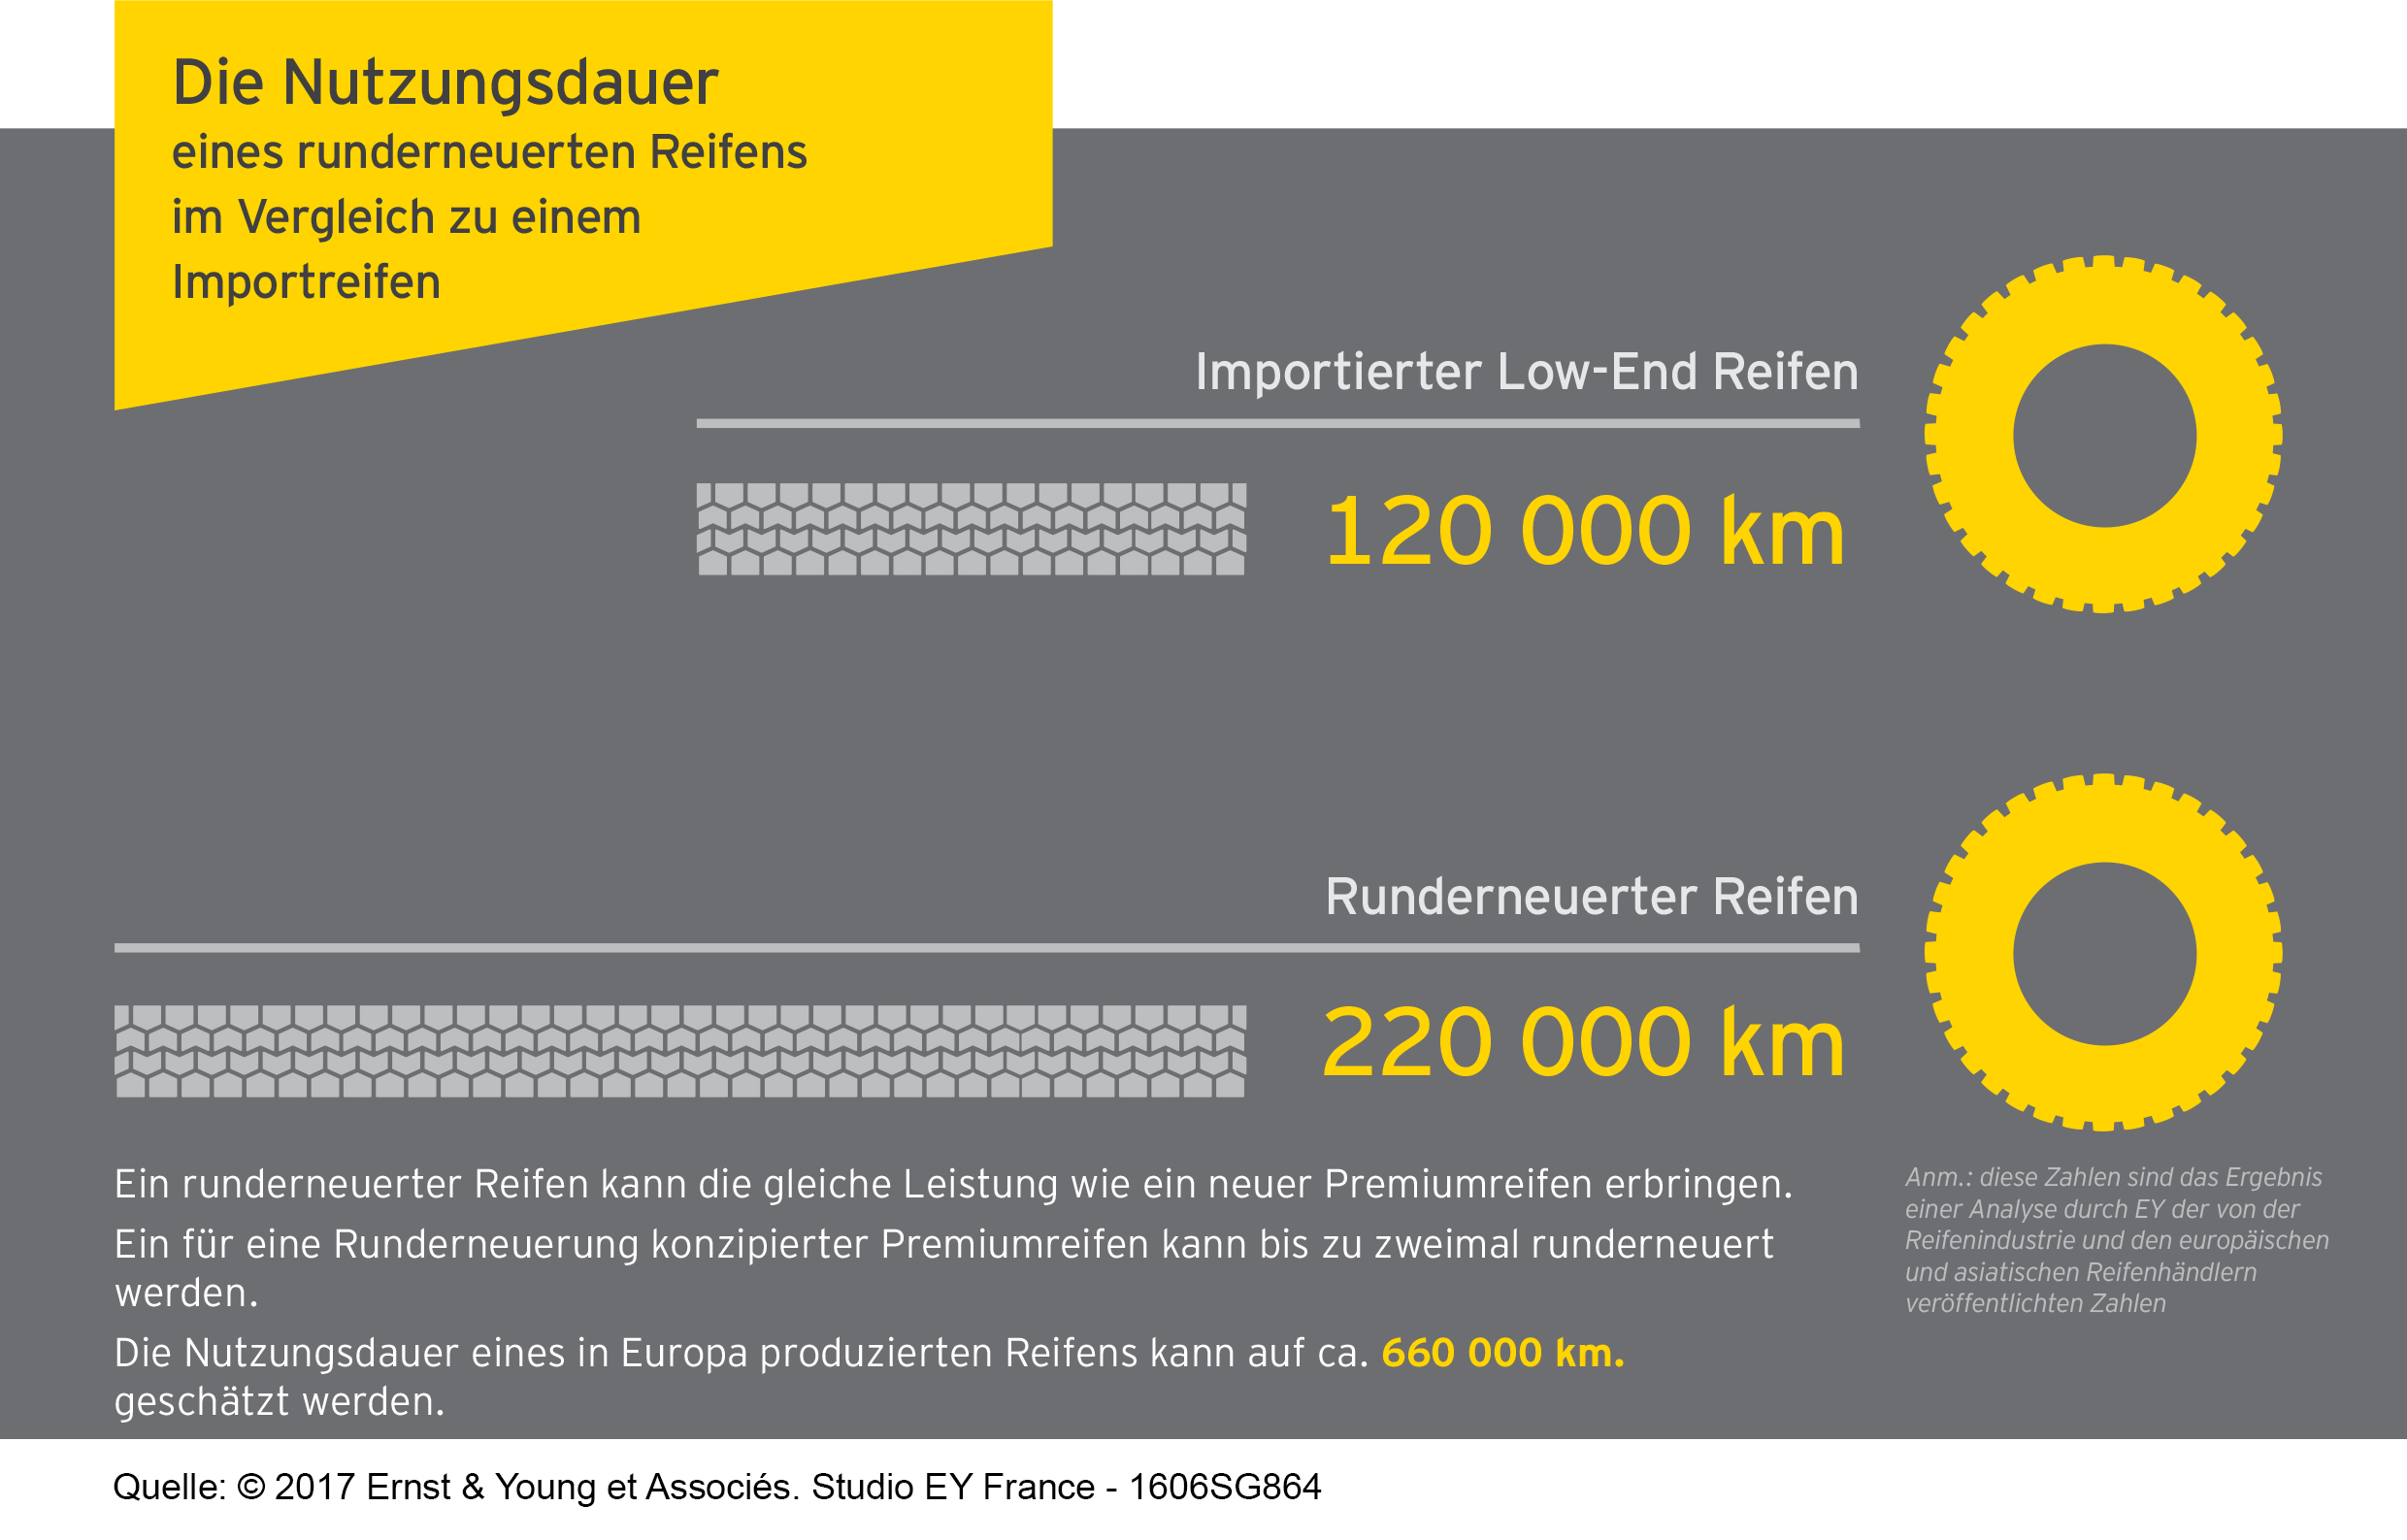 Die Nutzungsdauer
eines runderneuerten Reifens
im Vergleich zu einem
Importreifen
Importierter Low-End Reifen
120 000 km
Runderneuerter Reifen
220 000 km
Ein runderneuerter Reifen kann die gleiche Leistung wie ein neuer Premiumreifen erbringen.
Ein für eine Runderneuerung konzipierter Premiumreifen kann bis zu zweimal runderneuert
werden.
Die Nutzungsdauer eines in Europa produzierten Reifens kann auf ca. 660 000 km.
geschätzt werden.
Anm.: diese Zahlen sind das Ergebnis
einer Analyse durch EY der von der
Reifenindustrie und den europäischen
und asiatischen Reifenhändlern
veröffentlichten Zahlen
Quelle: © 2017 Ernst & Young et Associés. Studio EY France - 1606SG864